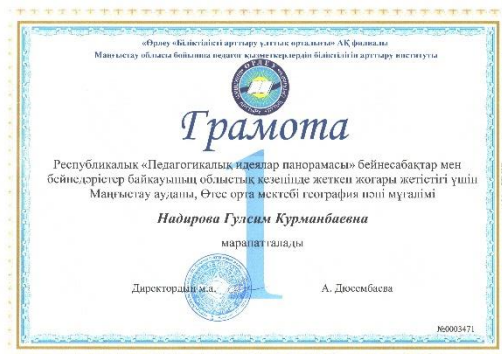 «Өрлеу «Біліктілікті арттыру ұлттық орталығы» АҚ филиалы
Маңғыстау облысы бойынша педагог қызметкерлердің біліктілігін арттыру институты
ӨРЛЕУ
Грамота
1
Республикалық «Педагогикалық идеялар панорамасы» бейнесабақтар мен
бейнедәрістер байқауының облыстық кезеңінде жеткен жоғары жетістігі үшін
Маңғыстау ауданы, Өтес орта мектебі география пәні мұғалімі
Надирова Гулсим Курманбаевна
марапатталады
Директордың м.а. А. Дюсембаева
№0003471